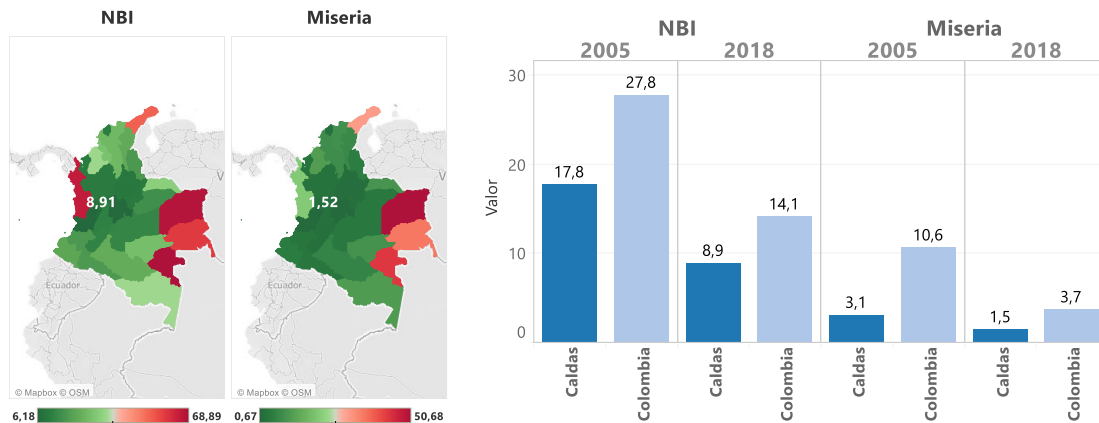 NBI
Miseria
8,91
Ecuador
© Mapbox © OSM
6,18
68,89
V
1,52
Ecuador
© Mapbox © OSM
0,67
50,68
NBI
Miseria
2005
2018
2005
2018
Valor
30
20
10
0
17,8
27,8
8,9
14,1
3,1
10,6
1,5
3,7
Caldas
Colombia
Caldas
Colombia
Caldas
Colombia
Caldas
Colombia